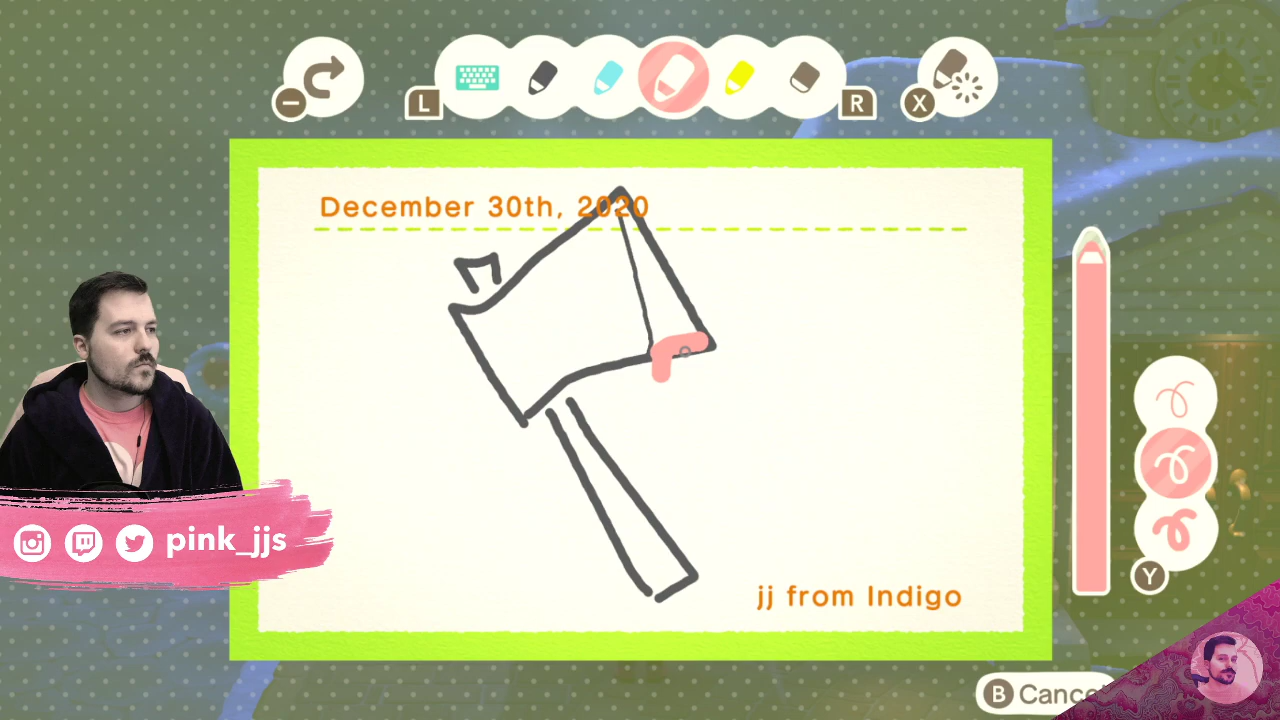 L
R
X
December 30th, 2020
pink_jjs
jj from Indigo
Y
B Cancel